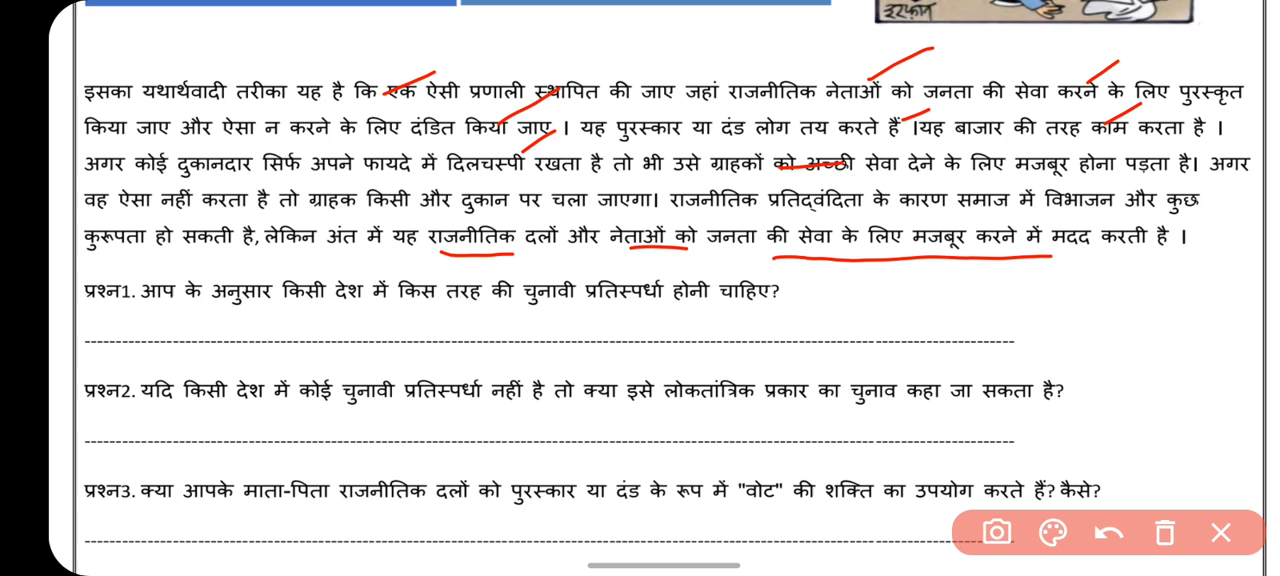 इरफ़ान
इसका यथार्थवादी तरीका यह है कि एक ऐसी प्रणाली स्थापित की जाए जहां राजनीतिक नेताओं को जनता की सेवा करने के लिए पुरस्कृत
किया जाए और ऐसा न करने के लिए दंडित किया जाए । यह पुरस्कार या दंड लोग तय करते हैं ।यह बाजार की तरह काम करता है ।
अगर कोई दुकानदार सिर्फ अपने फायदे में दिलचस्पी रखता है तो भी उसे ग्राहकों को अच्छी सेवा देने के लिए मजबूर होना पड़ता है। अगर
वह ऐसा नहीं करता है तो ग्राहक किसी और दुकान पर चला जाएगा। राजनीतिक प्रतिद्वंदिता के कारण समाज में विभाजन और कुछ
कुरूपता हो सकती है, लेकिन अंत में यह राजनीतिक दलों और नेताओं को जनता की सेवा के लिए मजबूर करने में मदद करती है ।
प्रश्न1. आप के अनुसार किसी देश में किस तरह की चुनावी प्रतिस्पर्धा होनी चाहिए?
प्रश्न2. यदि किसी देश में कोई चुनावी प्रतिस्पर्धा नहीं है तो क्या इसे लोकतांत्रिक प्रकार का चुनाव कहा जा सकता है?
प्रश्न3. क्या आपके माता-पिता राजनीतिक दलों को पुरस्कार या दंड के रूप में "वोट" की शक्ति का उपयोग करते हैं? कैसे?